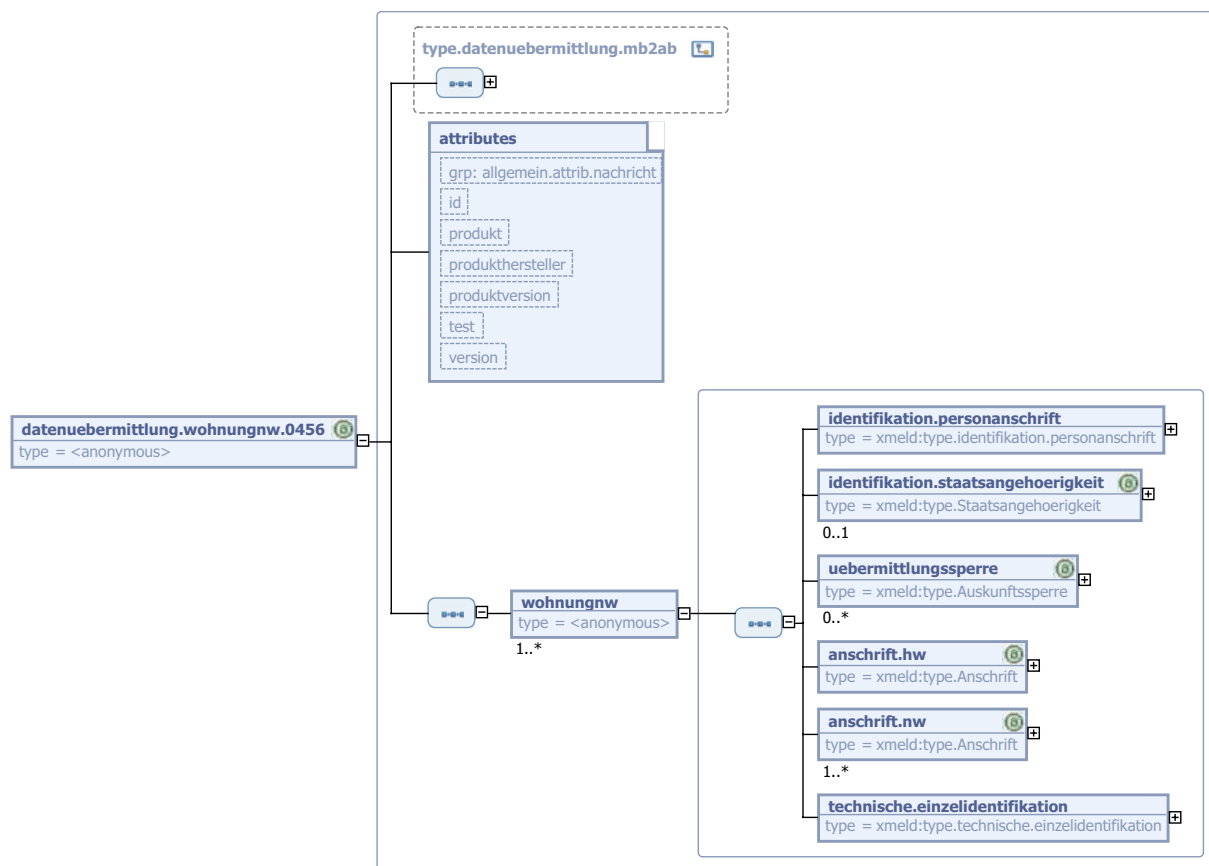 type.datenuebermittlung.mb2ab
attributes
grp: allgemein.attrib.nachricht
id
produkt
produkthersteller
produktversion
test
version
datenuebermittlung.wohnungnw.0456
type = <anonymous>
wohnungnw
type = <anonymous>
1..*
identifikation.personanschrift
type = xmeld:type.identifikation.personanschrift
identifikation.staatsangehoerigkeit
type = xmeld:type.Staatsangehoerigkeit
0..1
uebermittlungssperre
type = xmeld:type.Auskunftssperre
0..*
anschrift.hw
type = xmeld:type.Anschrift
anschrift.nw
type = xmeld:type.Anschrift
1..*
technische.einzelidentifikation
type = xmeld:type.technische.einzelidentifikation